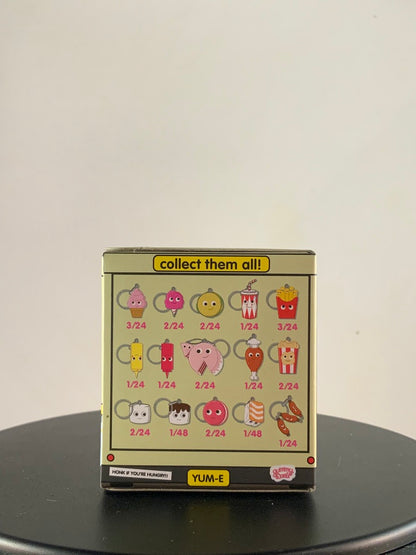 collect them all!
3/24 2/24 2/24 1/24 3/24
1/24 1/24 2/24 1/24 2/24
2/24 1/48 2/24 1/48 1/24
HONK IF YOU'RE HUNGRY!!
YUM-E